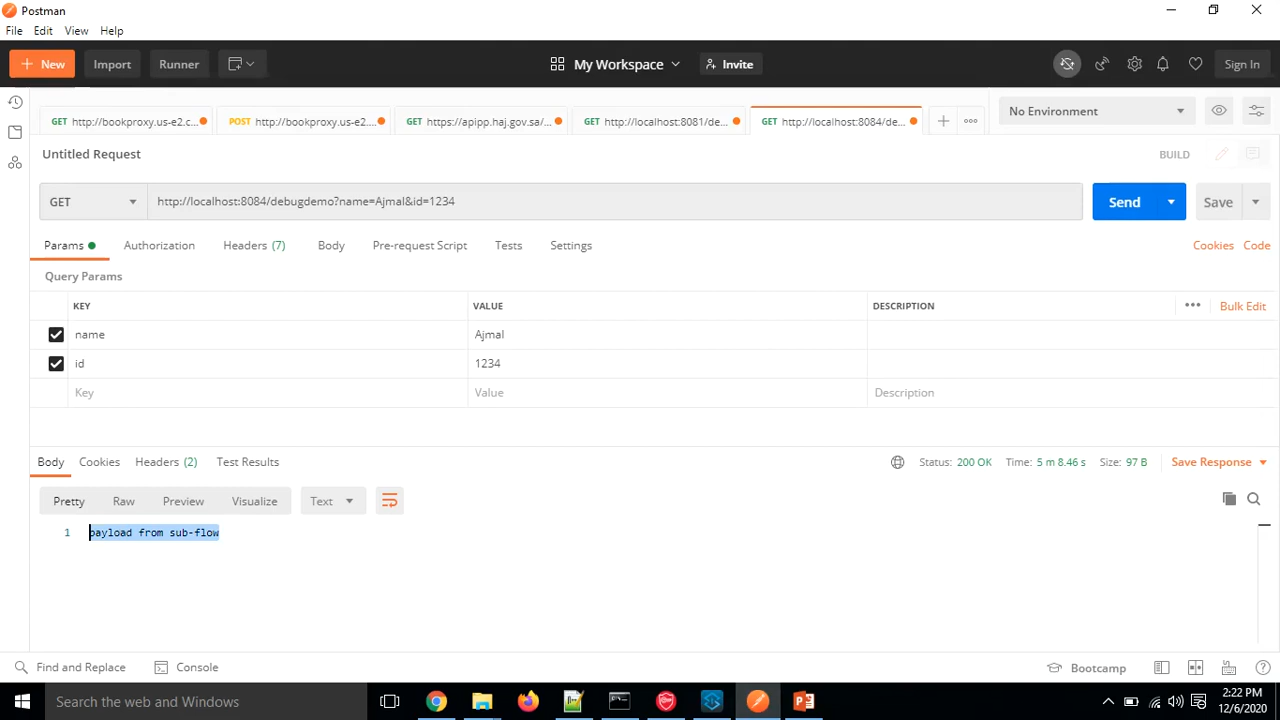 Postman
File Edit View Help
New Import Runner My Workspace Invite Sign In
GET http://bookproxy.us-e2.c... POST http://bookproxy.us-e2.... GET https://apipp.haj.gov.sa/... GET http://localhost:8081/de... GET http://localhost:8084/de... No Environment
Untitled Request BUILD
GET http://localhost:8084/debugdemo?name=Ajmal&id=1234 Send Save
Params Authorization Headers (7) Body Pre-request Script Tests Settings Cookies Code
Query Params
KEY VALUE DESCRIPTION ••• Bulk Edit
name Ajmal
id 1234
Key Value Description
Body Cookies Headers (2) Test Results Status: 200 OK Time: 5 m 8.46 s Size: 97 B Save Response
Pretty Raw Preview Visualize Text
1 payload from sub-flow
Find and Replace Console Bootcamp
Search the web and Windows 2:22 PM
12/6/2020